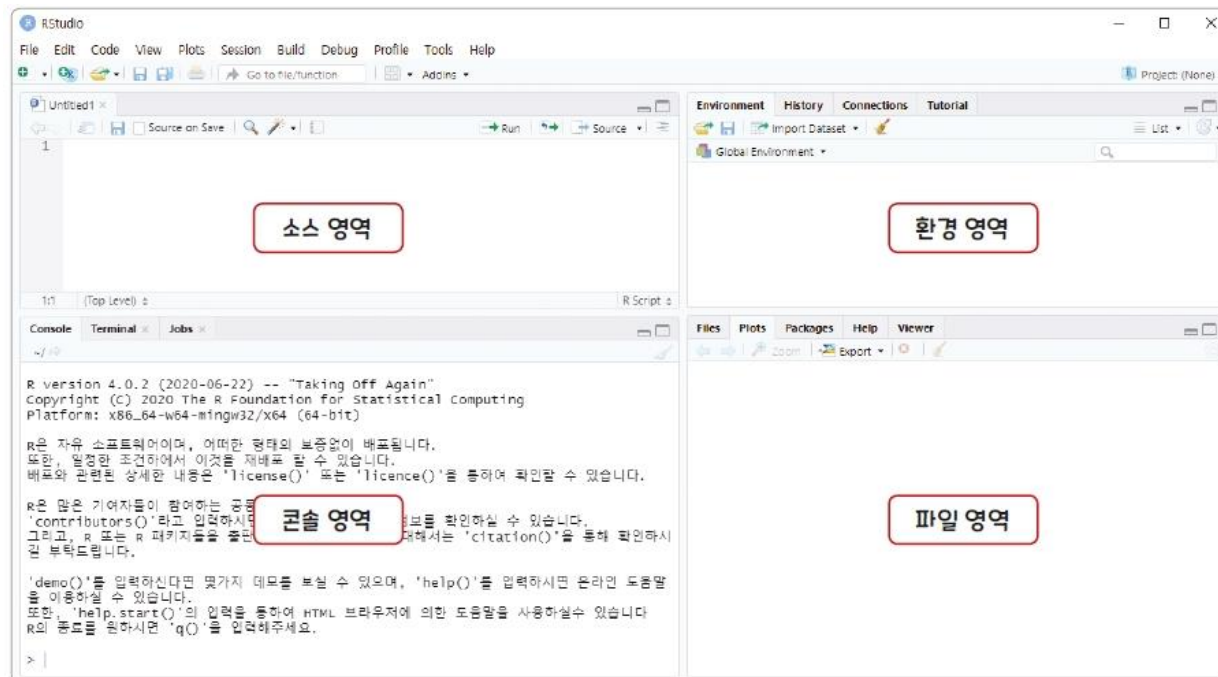 RStudio
File Edit Code View Plots Session Build Debug Profile Tools Help
Go to file/function Addins Project: (None)
Untitled1
Source on Save Run Source
1
소스 영역
1:1 (Top Level) R Script
Environment History Connections Tutorial
Import Dataset List
Global Environment
환경 영역
Console Terminal Jobs
~/
R version 4.0.2 (2020-06-22) -- "Taking Off Again"
Copyright (C) 2020 The R Foundation for Statistical Computing
Platform: x86_64-w64-mingw32/x64 (64-bit)
R은 자유 소프트웨어이며, 어떠한 형태의 보증없이 배포됩니다.
또한, 일정한 조건하에서 이것을 재배포 할 수 있습니다.
배포와 관련된 상세한 내용은 'license()' 또는 'licence()'을 통하여 확인할 수 있습니다.
R은 많은 기여자들이 참여하는
'contributors()'라고 확인하실 수 있습니다.
그리고, R 또는 R 패키지들을 'citation()'을 통해 확인하시
길 부탁드립니다.
콘솔 영역
'demo()'를 입력하신다면 몇가지 데모를 보실 수 있으며, 'help()'를 입력하시면 온라인 도움말
을 이용하실 수 있습니다.
또한, 'help.start()'의 입력을 통하여 HTML 브라우저에 의한 도움말을 사용하실수 있습니다
R의 종료를 원하시면 'q()'을 입력해주세요.
>
Files Plots Packages Help Viewer
Zoom Export
파일 영역